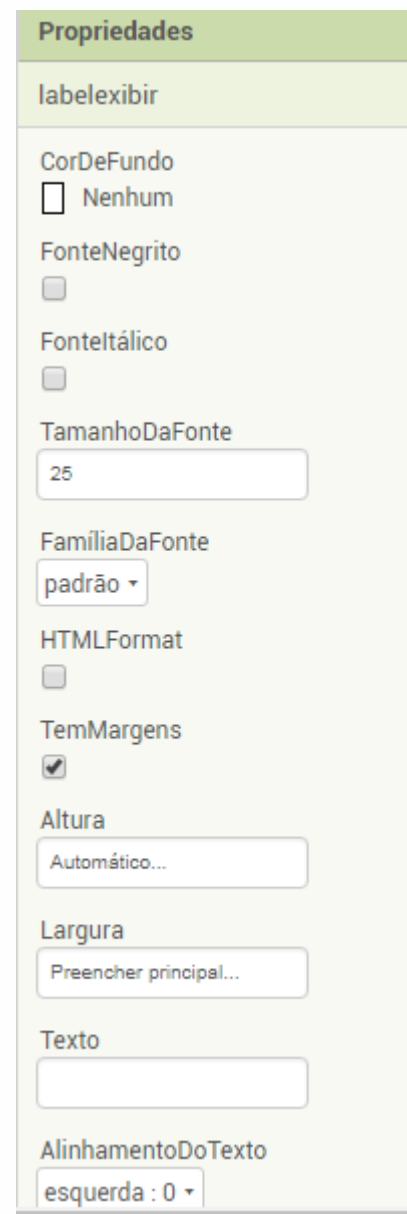 Propriedades
labelexibir
CorDeFundo
Nenhum
FonteNegrito
FonteItálico
TamanhoDaFonte
25
FamíliaDaFonte
padrão
HTMLFormat
TemMargens
Altura
Automático...
Largura
Preencher principal...
Texto
AlinhamentoDoTexto
esquerda : 0